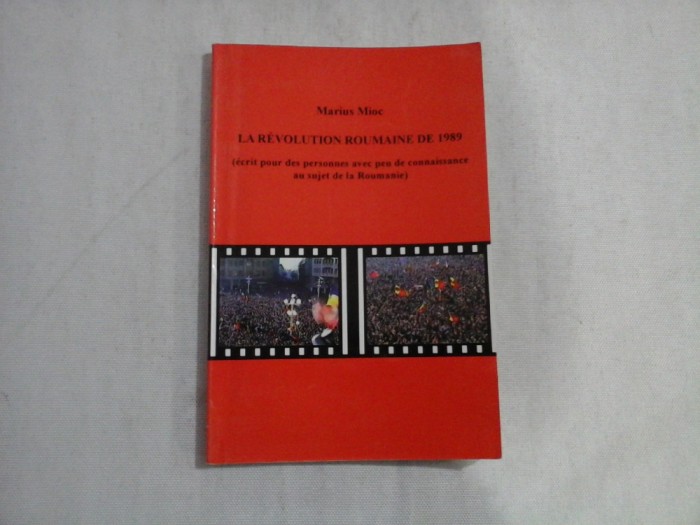 Marius Mioc
LA RÉVOLUTION ROUMAINE DE 1989
(écrit pour des personnes avec peu de connaissance
au sujet de la Roumanie)